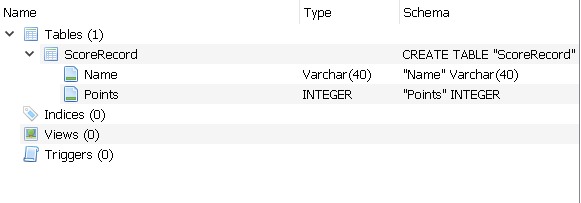 Name Type Schema
Tables (1)
ScoreRecord CREATE TABLE "ScoreRecord"
Name Varchar(40) "Name" Varchar(40)
Points INTEGER "Points" INTEGER
Indices (0)
Views (0)
Triggers (0)